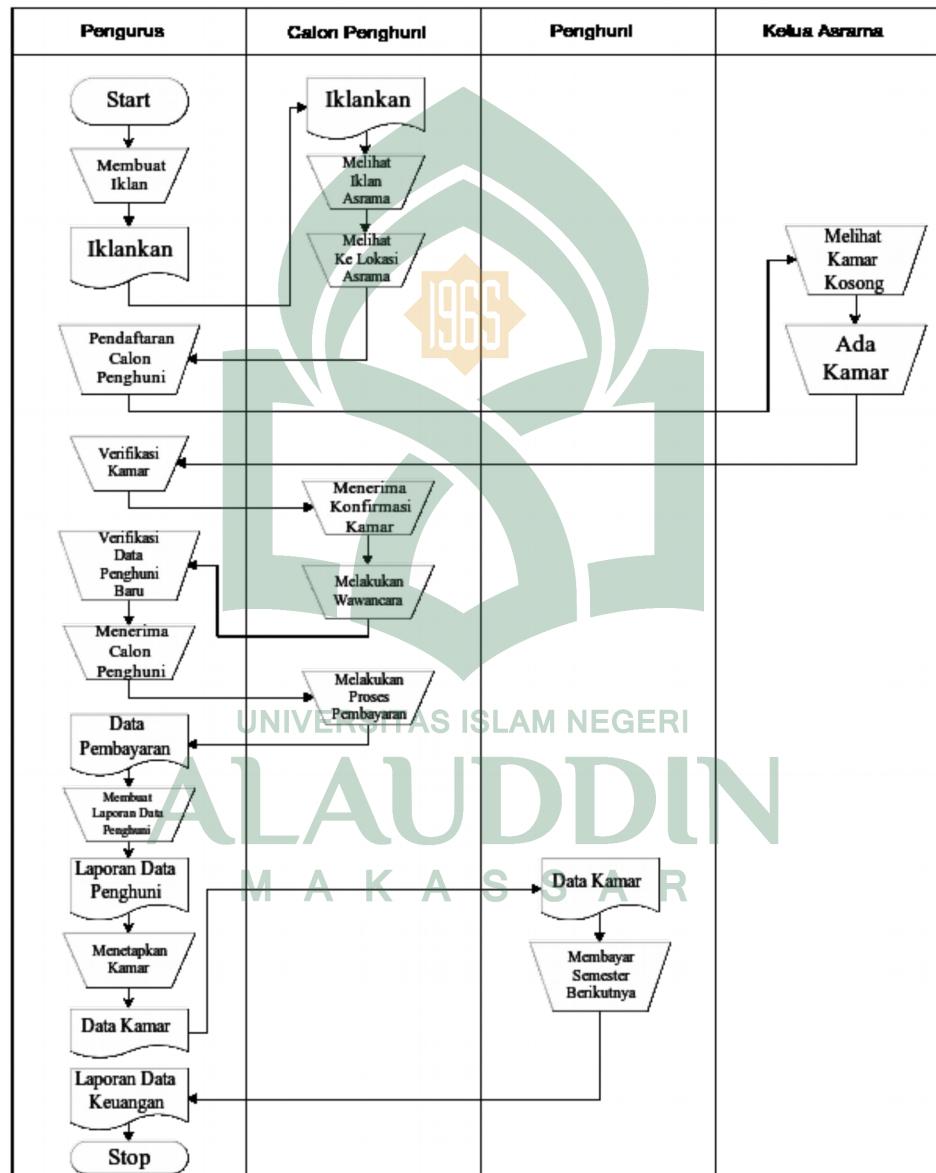 Pengurus
Calon Penghuni
Penghuni
Ketua Asrama
Start
Membuat
Iklan
Iklankan
Iklankan
Melihat
Iklan
Asrama
Melihat
Ke Lokasi
Asrama
Pendaftaran
Calon
Penghuni
Melihat
Kamar
Kosong
Ada
Kamar
Verifikasi
Kamar
Menerima
Konfirmasi
Kamar
Melakukan
Wawancara
Verifikasi
Data
Penghuni
Baru
Menerima
Calon
Penghuni
Melakukan
Proses
Pembayaran
Data
Pembayaran
Membuat
Laporan Data
Penghuni
Laporan Data
Penghuni
Menetapkan
Kamar
Data Kamar
Data Kamar
Membayar
Semester
Berikutnya
Laporan Data
Keuangan
Stop
1965
UNIVERSITAS ISLAM NEGERI
ALAUDDIN
MAKASSAR